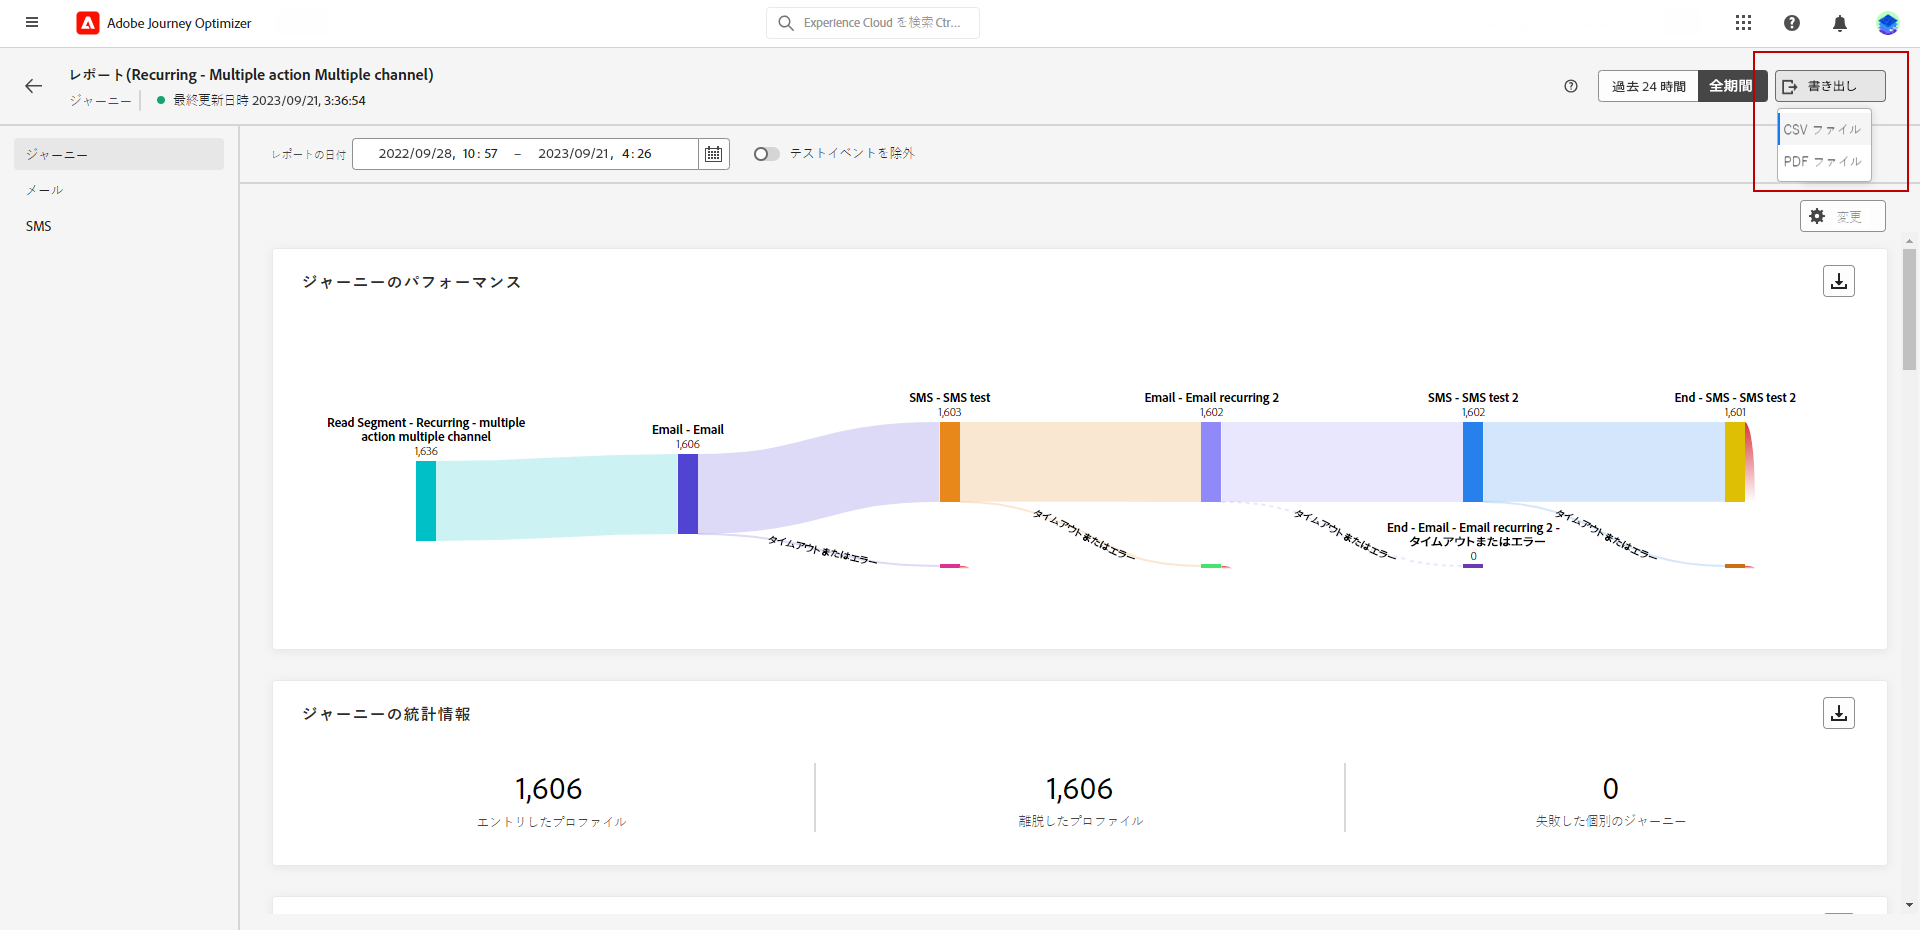 Adobe Journey Optimizer
Experience Cloud を検索 Ctr...
レポート(Recurring - Multiple action Multiple channel)
ジャーニー
最終更新日時 2023/09/21, 3:36:54
過去 24 時間
全期間
書き出し
CSV ファイル
PDF ファイル
ジャーニー
メール
SMS
レポートの日付
2022/09/28, 10:57 – 2023/09/21, 4:26
テストイベントを除外
変更
ジャーニーのパフォーマンス
Read Segment - Recurring - multiple
action multiple channel
1,636
Email - Email
1,606
SMS - SMS test
1,603
Email - Email recurring 2
1,602
SMS - SMS test 2
1,602
End - SMS - SMS test 2
1,601
タイムアウトまたはエラー
タイムアウトまたはエラー
タイムアウトまたはエラー
End - Email - Email recurring 2 -
タイムアウトまたはエラー
0
タイムアウトまたはエラー
ジャーニーの統計情報
1,606
エントリしたプロファイル
1,606
離脱したプロファイル
0
失敗した個別のジャーニー